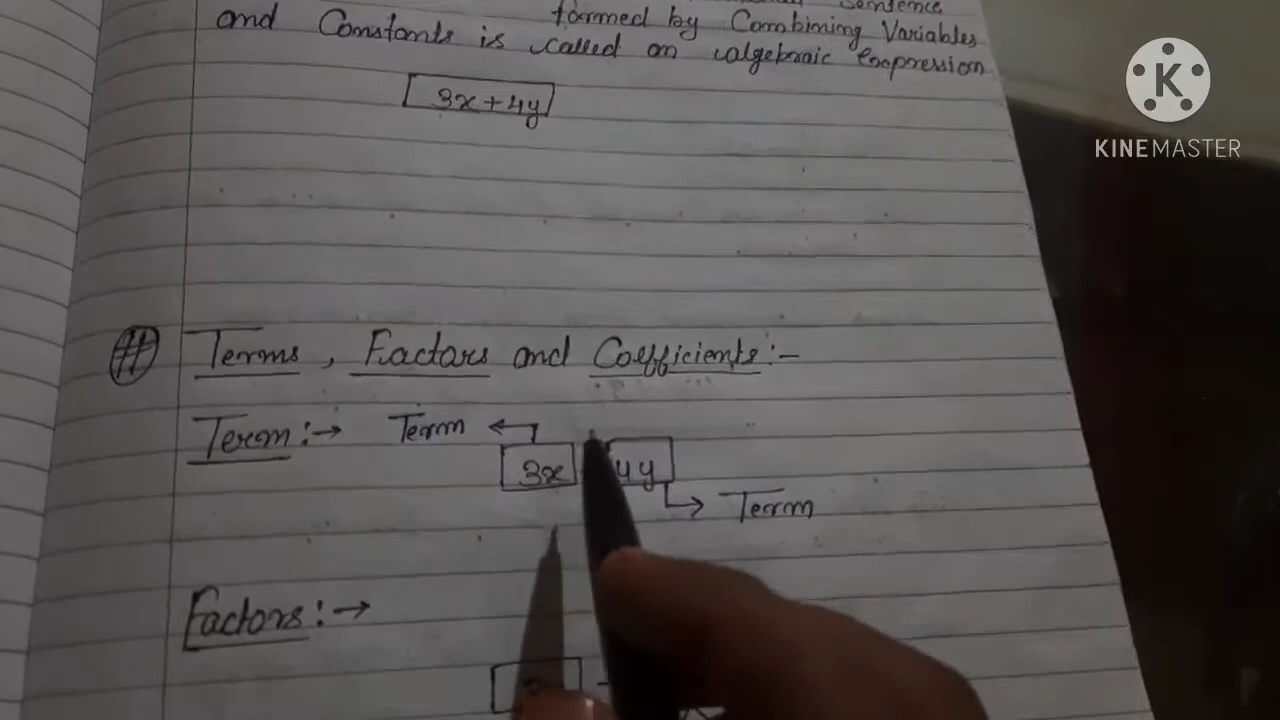 Sentence
formed by Combining Variables
and Constants is called an algebraic Expression
3x+4y
K
KINEMASTER
# Terms, Factors and Coefficients:-
Term:→ Term
3x 4y
Term
Factors:→